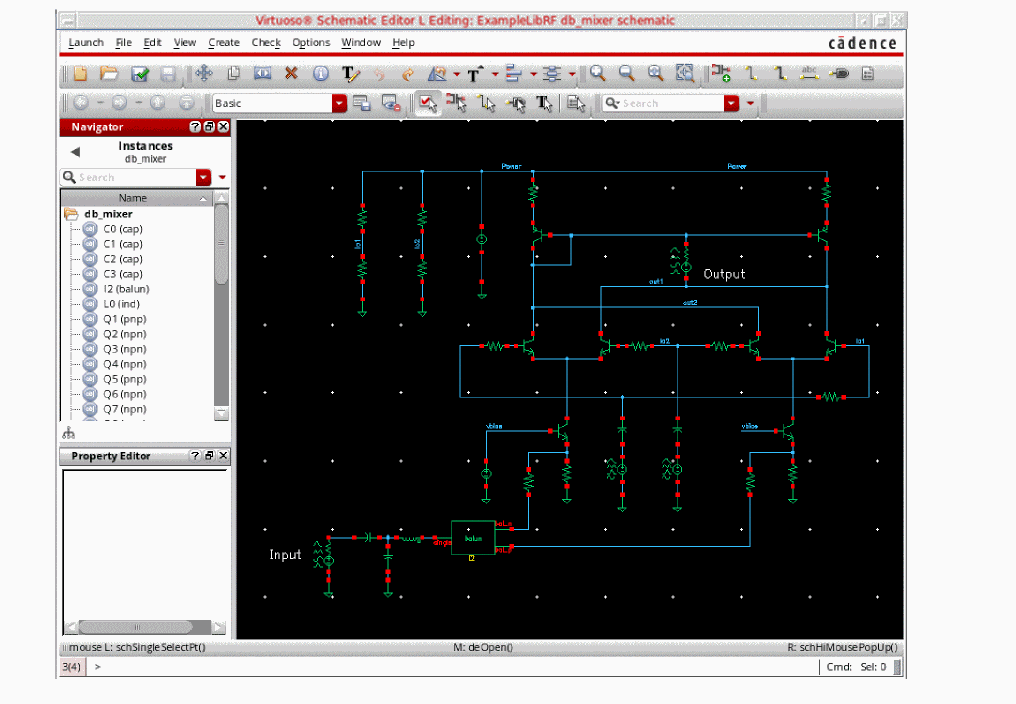 Virtuoso® Schematic Editor L Editing: ExampleLibRF db_mixer schematic
Launch File Edit View Create Check Options Window Help cādence
Basic
Search
Navigator
Instances
db_mixer
Search
Name
db_mixer
C0 (cap)
C1 (cap)
C2 (cap)
C3 (cap)
I2 (balun)
L0 (ind)
Q1 (pnp)
Q2 (npn)
Q3 (npn)
Q4 (npn)
Q5 (pnp)
Q6 (npn)
Q7 (npn)
Property Editor
Power Power
lo1 lo2
Output
out1
out2
lo2 lo1
vbias vbias
balun
I2
Input
mouse L: schSingleSelectPt() M: deOpen() R: schHiMousePopUp()
3(4) > Cmd: Sel: 0